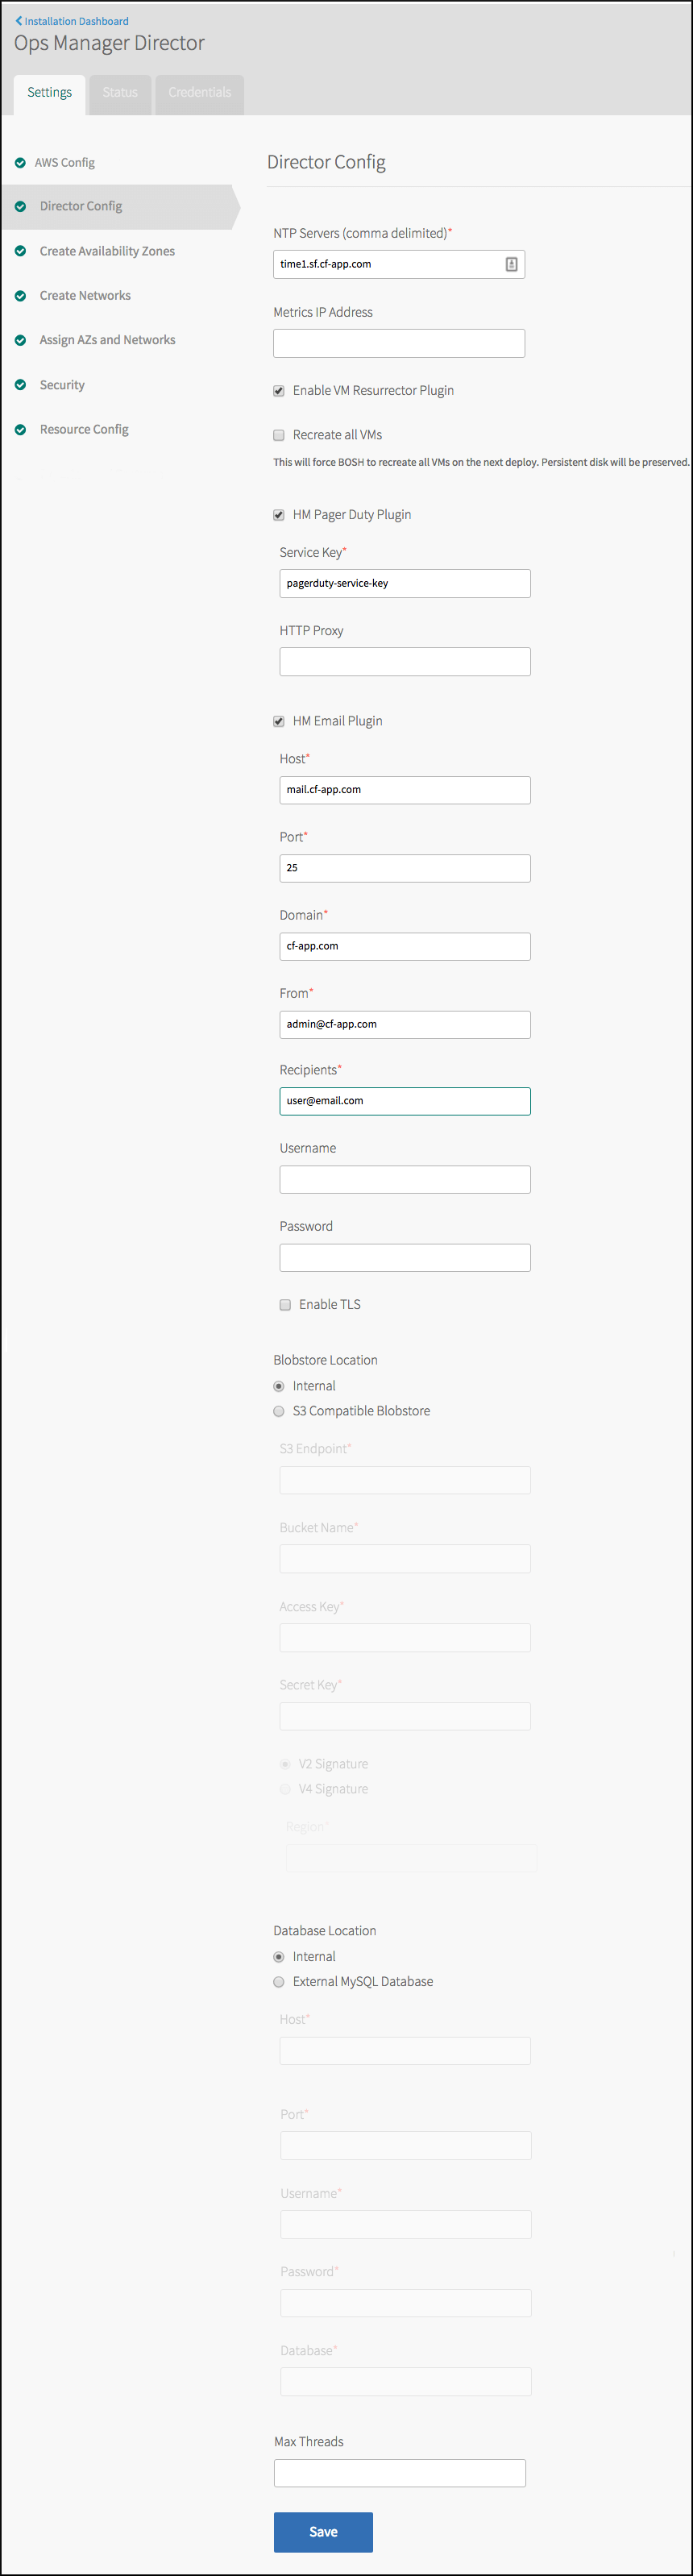 Installation Dashboard
Ops Manager Director
Settings Status Credentials
AWS Config
Director Config
Create Availability Zones
Create Networks
Assign AZs and Networks
Security
Resource Config
Director Config
NTP Servers (comma delimited)*
time1.sf.cf-app.com
Metrics IP Address
Enable VM Resurrector Plugin
Recreate all VMs
This will force BOSH to recreate all VMs on the next deploy. Persistent disk will be preserved.
HM Pager Duty Plugin
Service Key*
pagerduty-service-key
HTTP Proxy
HM Email Plugin
Host*
mail.cf-app.com
Port*
25
Domain*
cf-app.com
From*
admin@cf-app.com
Recipients*
user@email.com
Username
Password
Enable TLS
Blobstore Location
Internal
S3 Compatible Blobstore
S3 Endpoint*
Bucket Name*
Access Key*
Secret Key*
V2 Signature
V4 Signature
Region*
Database Location
Internal
External MySQL Database
Host*
Port*
Username*
Password*
Database*
Max Threads
Save